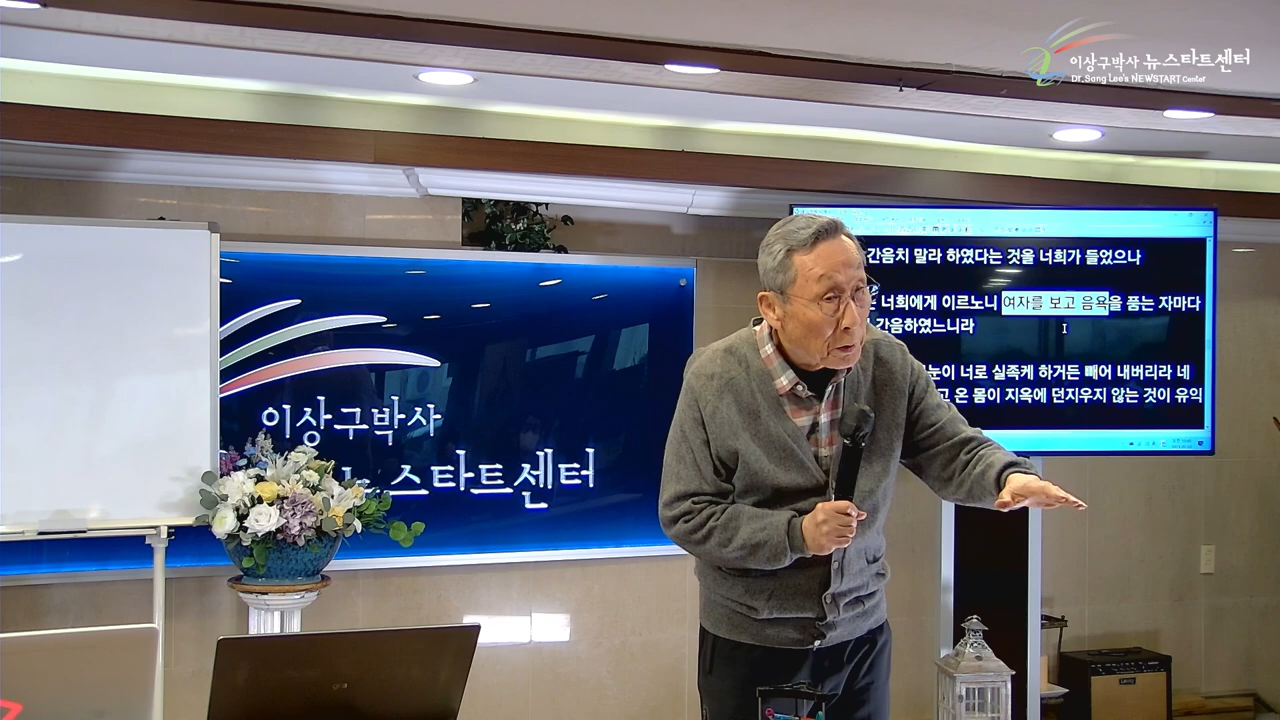 이상구박사 뉴스타트센터
Dr. Sang Lee's NEWSTART Center
간음치 말라 하였다는 것을 너희가 들었으나
너희에게 이르노니 여자를 보고 음욕을 품는 자마다
간음하였느니라
눈이 너로 실족케 하거든 빼어 내버리라 네
온 몸이 지옥에 던지우지 않는 것이 유익
이상구박사
스타트센터
Laney